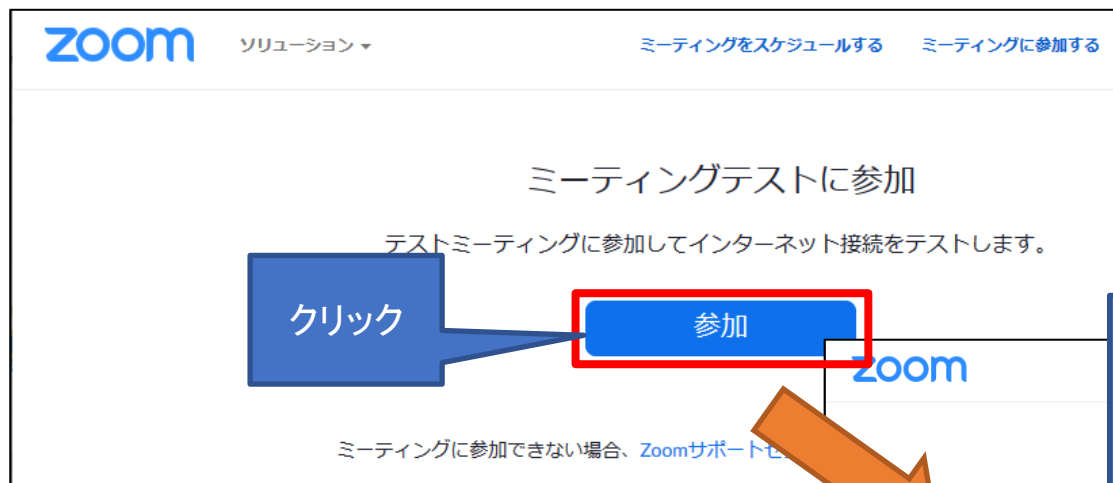 zoom ソリューション ミーティングをスケジュールする ミーティングに参加する
ミーティングテストに参加
テストミーティングに参加してインターネット接続をテストします。
クリック
参加
zoom
ミーティングに参加できない場合、Zoomサポート